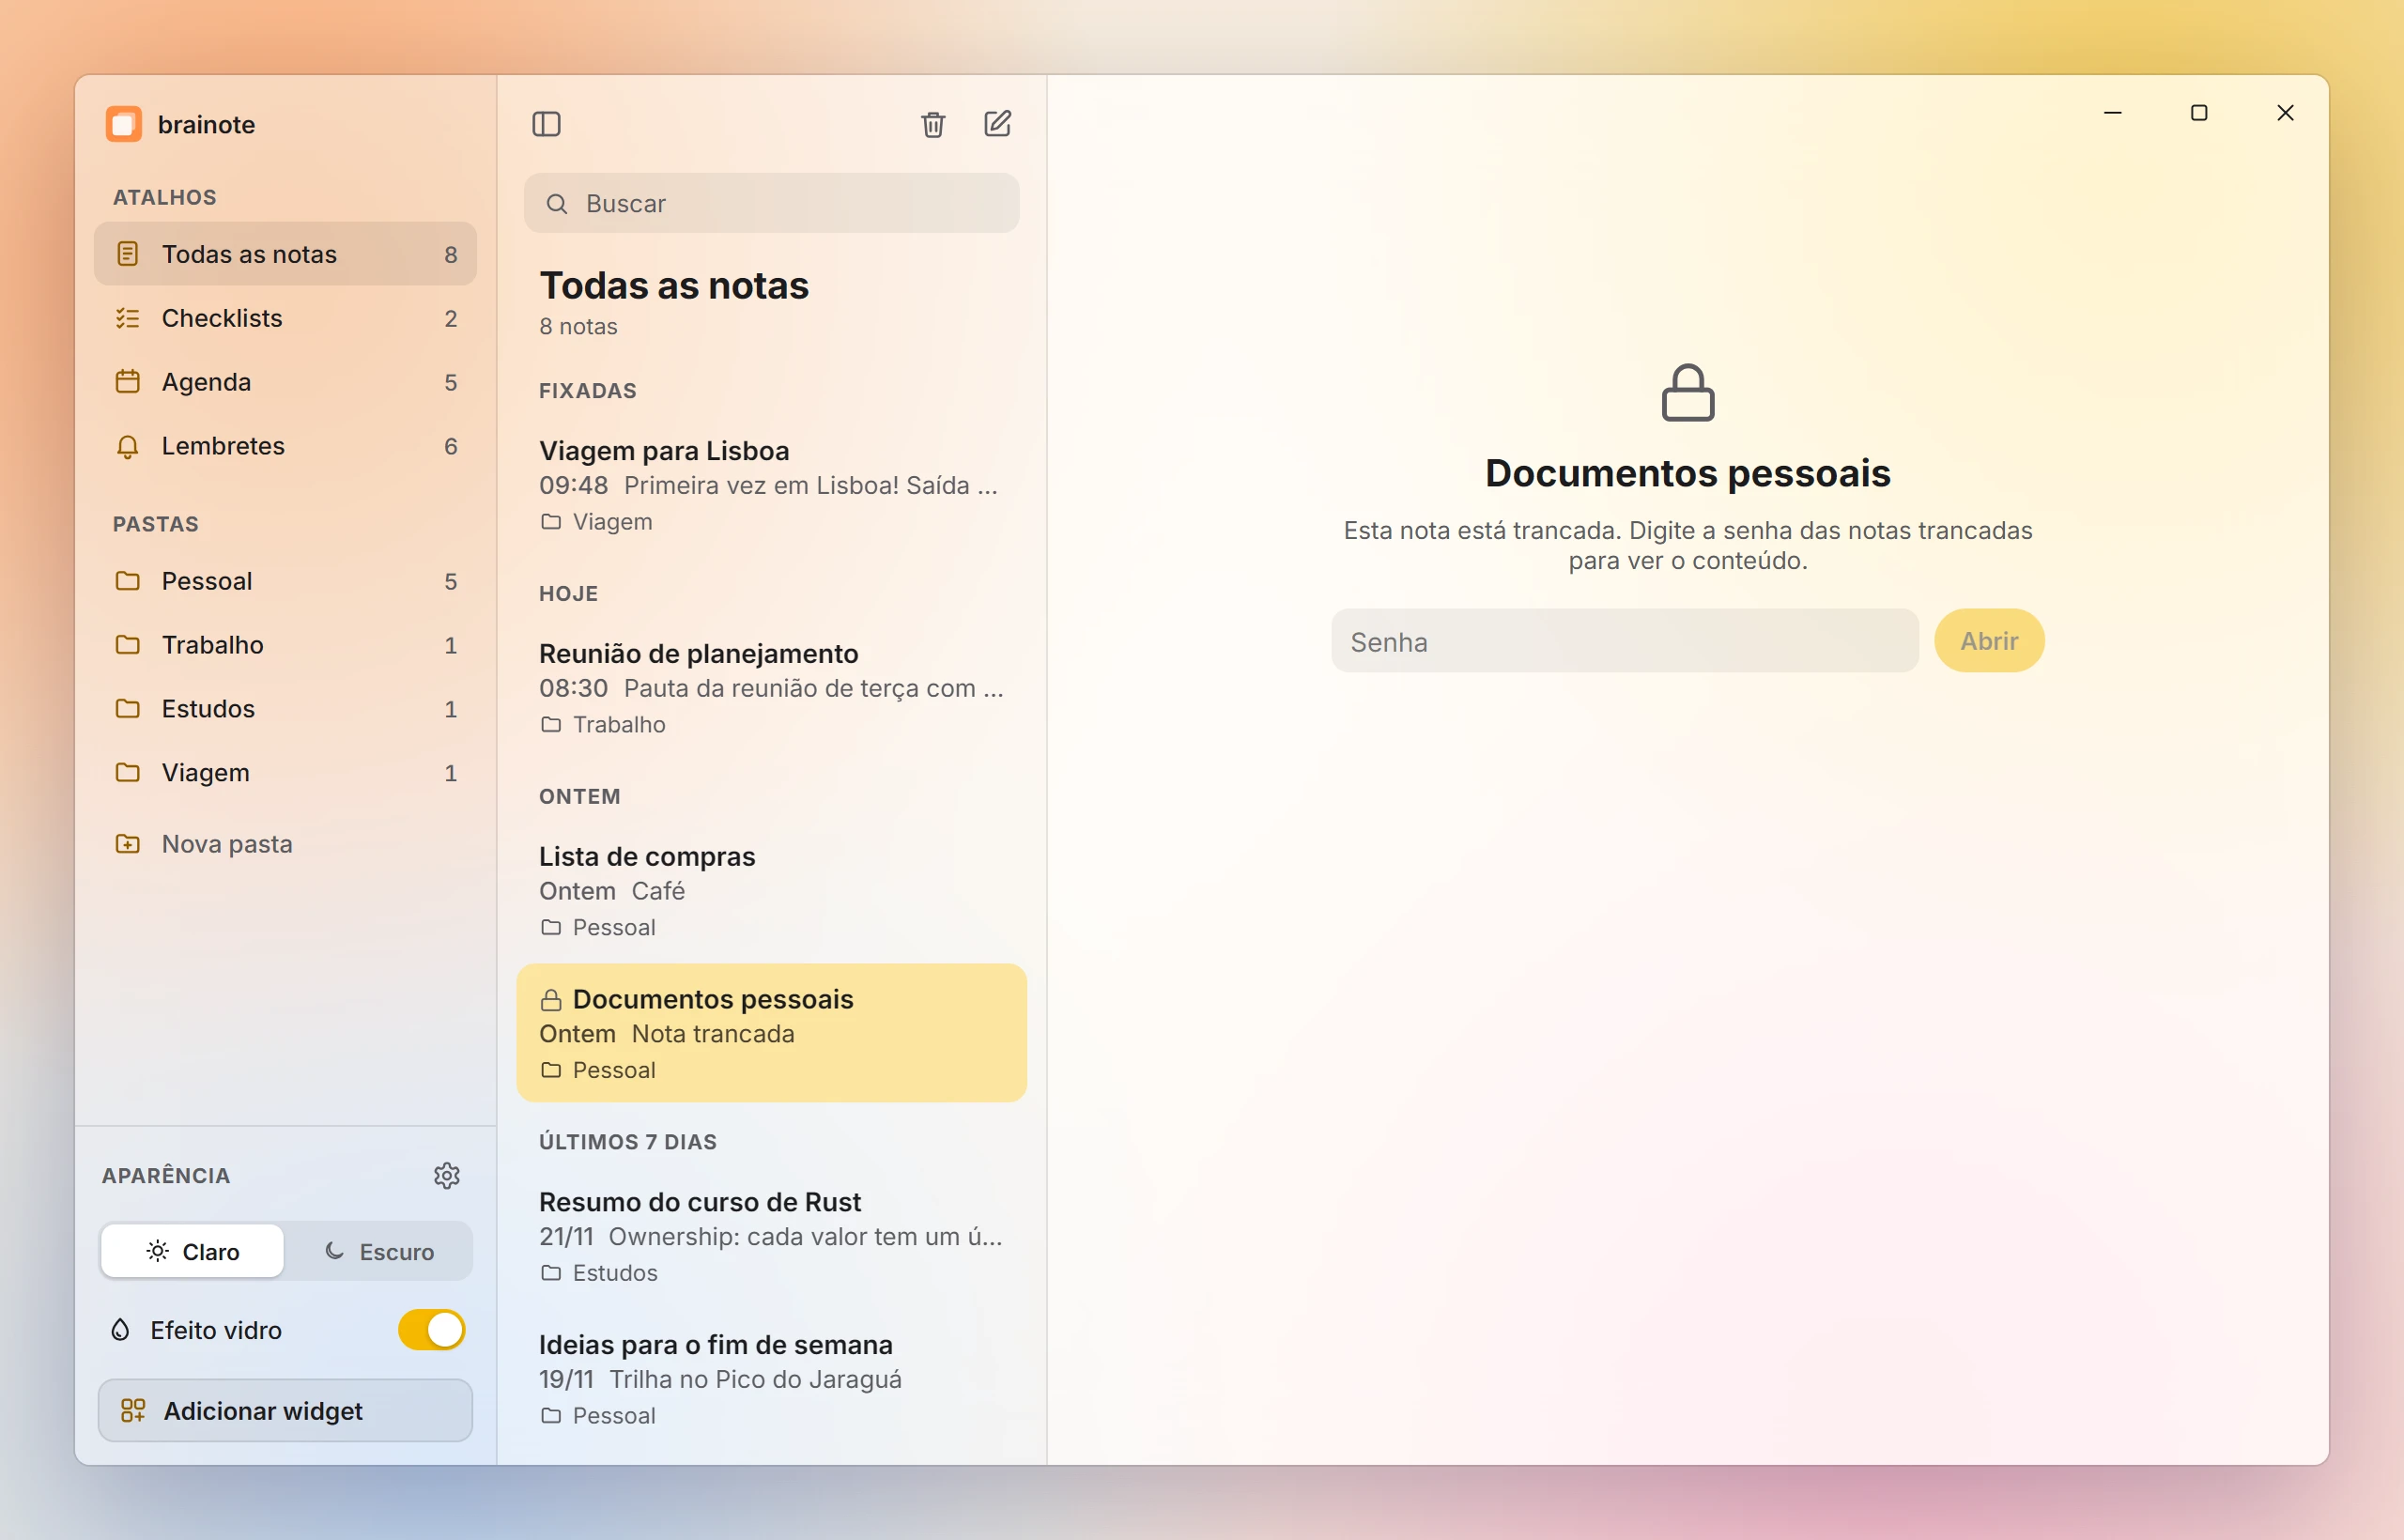 brainote
ATALHOS
Todas as notas 8
Checklists 2
Agenda 5
Lembretes 6
PASTAS
Pessoal 5
Trabalho 1
Estudos 1
Viagem 1
Nova pasta
APARÊNCIA
Claro Escuro
Efeito vidro
Adicionar widget
Buscar
Todas as notas
8 notas
FIXADAS
Viagem para Lisboa
09:48 Primeira vez em Lisboa! Saída ...
Viagem
HOJE
Reunião de planejamento
08:30 Pauta da reunião de terça com ...
Trabalho
ONTEM
Lista de compras
Ontem Café
Pessoal
Documentos pessoais
Ontem Nota trancada
Pessoal
ÚLTIMOS 7 DIAS
Resumo do curso de Rust
21/11 Ownership: cada valor tem um ú...
Estudos
Ideias para o fim de semana
19/11 Trilha no Pico do Jaraguá
Pessoal
Documentos pessoais
Esta nota está trancada. Digite a senha das notas trancadas
para ver o conteúdo.
Senha Abrir